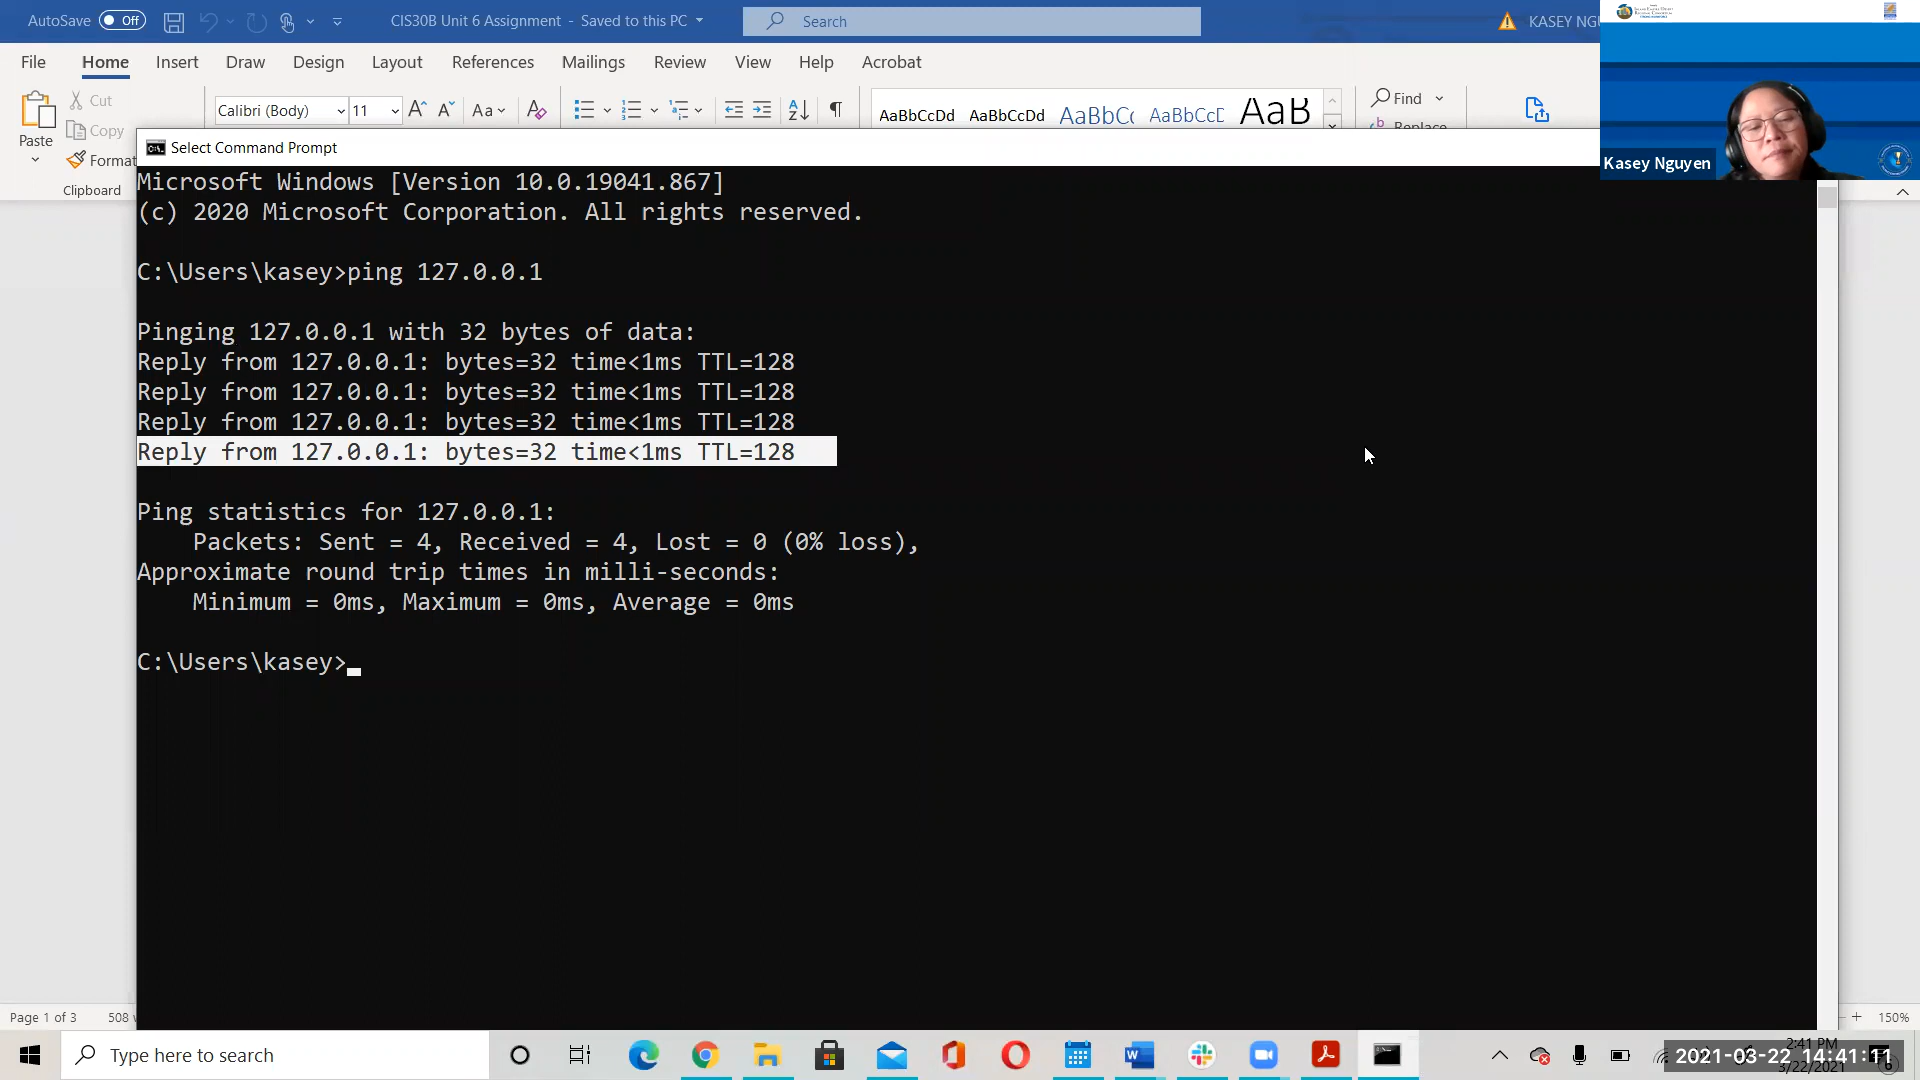 AutoSave Off CIS30B Unit 6 Assignment - Saved to this PC Search KASEY NGU
File Home Insert Draw Design Layout References Mailings Review View Help Acrobat
Cut
Calibri (Body) 11 Aa AaBbCcDd AaBbCcDd AaBbCc AaBbCcD AaB Find
Copy
Replace
Paste
Format
Clipboard
Kasey Nguyen
Select Command Prompt
Microsoft Windows [Version 10.0.19041.867]
(c) 2020 Microsoft Corporation. All rights reserved.
C:\Users\kasey>ping 127.0.0.1
Pinging 127.0.0.1 with 32 bytes of data:
Reply from 127.0.0.1: bytes=32 time<1ms TTL=128
Reply from 127.0.0.1: bytes=32 time<1ms TTL=128
Reply from 127.0.0.1: bytes=32 time<1ms TTL=128
Reply from 127.0.0.1: bytes=32 time<1ms TTL=128
Ping statistics for 127.0.0.1:
Packets: Sent = 4, Received = 4, Lost = 0 (0% loss),
Approximate round trip times in milli-seconds:
Minimum = 0ms, Maximum = 0ms, Average = 0ms
C:\Users\kasey>
Page 1 of 3 508 150%
Type here to search
2:41 PM
2021-03-22 14:41:11
3/22/2021
6